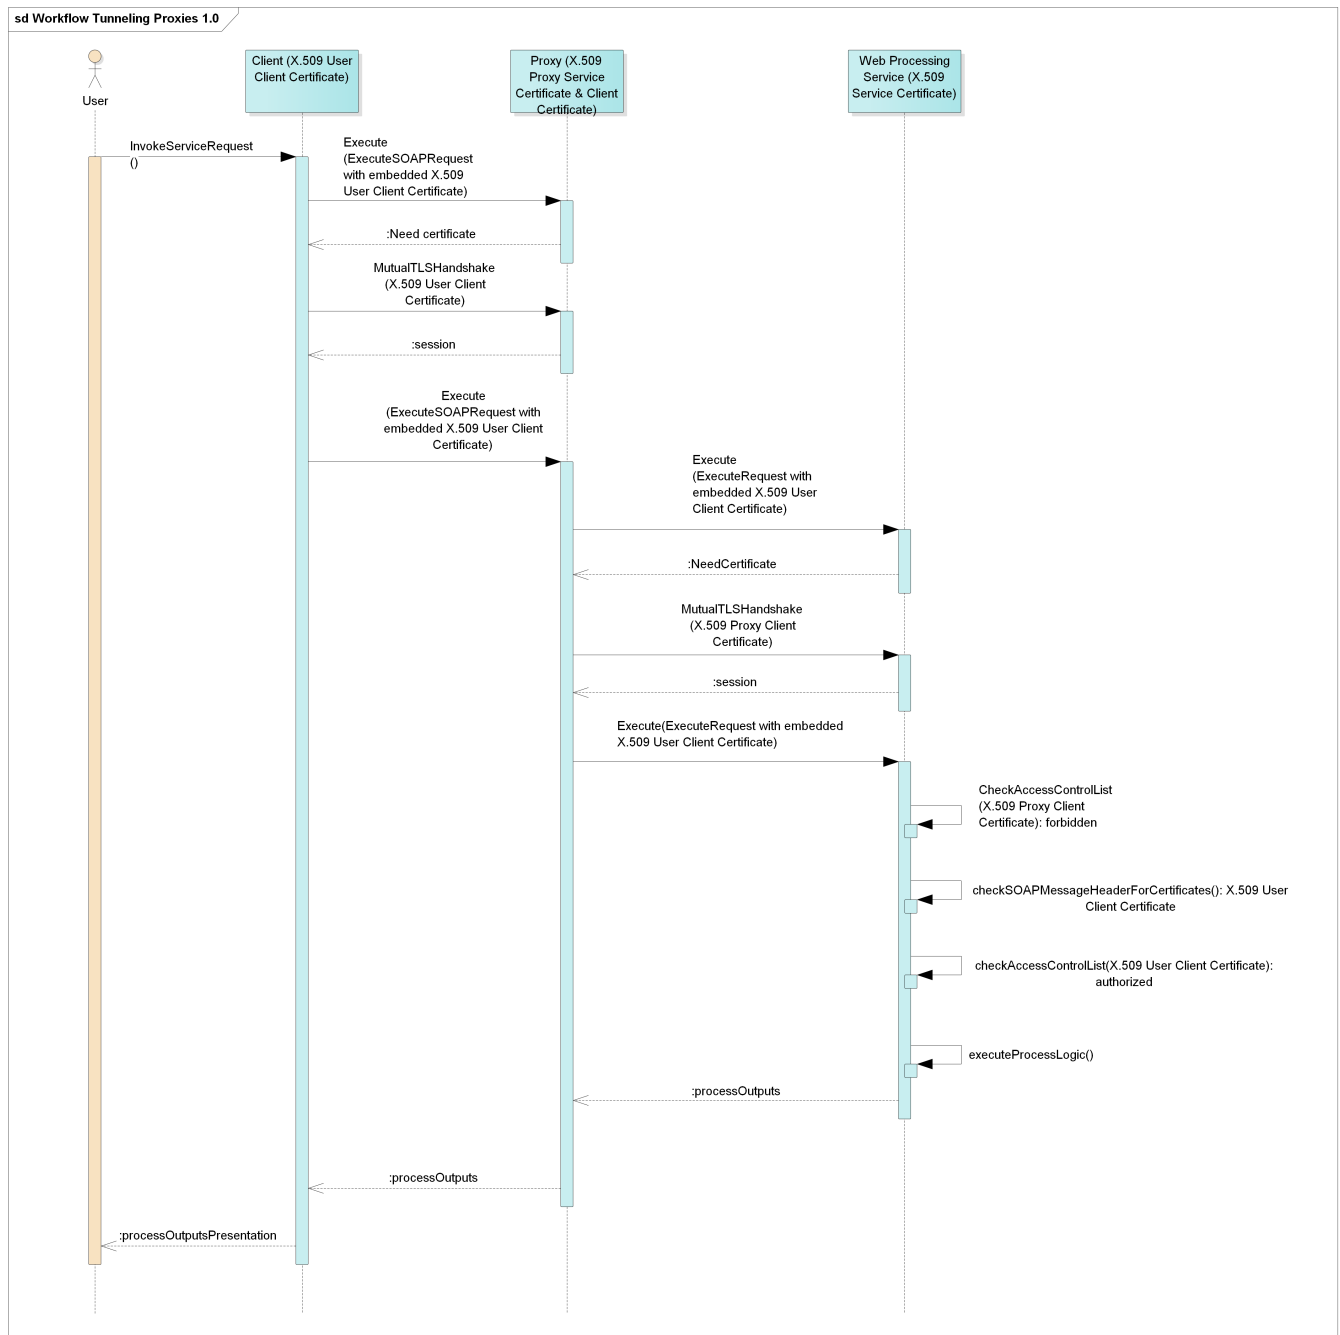 sd Workflow Tunneling Proxies 1.0
User
Client (X.509 User
Client Certificate)
Proxy (X.509
Proxy Service
Certificate & Client
Certificate)
Web Processing
Service (X.509
Service Certificate)
InvokeServiceRequest
()
Execute
(ExecuteSOAPRequest
with embedded X.509
User Client Certificate)
:Need certificate
MutualTLSHandshake
(X.509 User Client
Certificate)
:session
Execute
(ExecuteSOAPRequest with
embedded X.509 User Client
Certificate)
Execute
(ExecuteRequest with
embedded X.509 User
Client Certificate)
:NeedCertificate
MutualTLSHandshake
(X.509 Proxy Client
Certificate)
:session
Execute(ExecuteRequest with embedded
X.509 User Client Certificate)
CheckAccessControlList
(X.509 Proxy Client
Certificate): forbidden
checkSOAPMessageHeaderForCertificates(): X.509 User
Client Certificate
checkAccessControlList(X.509 User Client Certificate):
authorized
executeProcessLogic()
:processOutputs
:processOutputs
:processOutputsPresentation